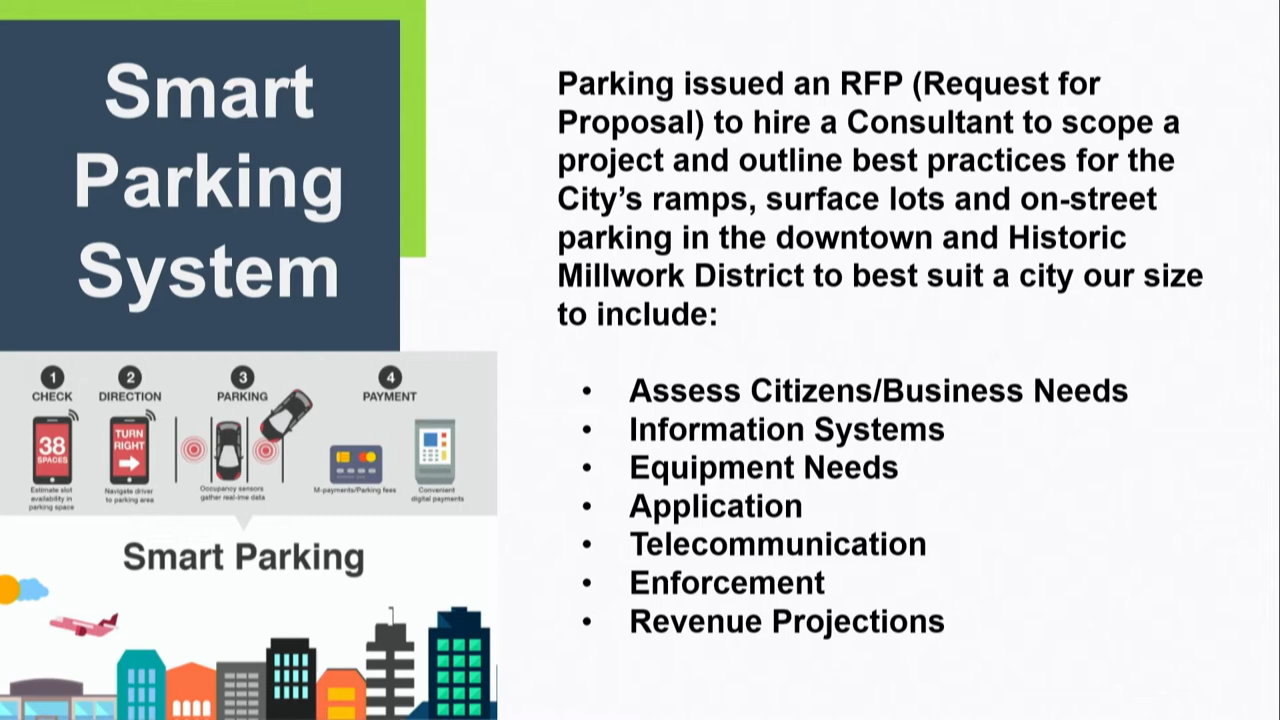 Smart
Parking
System
Parking issued an RFP (Request for
Proposal) to hire a Consultant to scope a
project and outline best practices for the
City’s ramps, surface lots and on-street
parking in the downtown and Historic
Millwork District to best suit a city our size
to include:
• Assess Citizens/Business Needs
• Information Systems
• Equipment Needs
• Application
• Telecommunication
• Enforcement
• Revenue Projections
1
CHECK
38
SPACES
Estimate slot
availability in
parking space
2
DIRECTION
TURN
RIGHT
Navigate driver
to parking area
3
PARKING
Occupancy sensors
gather real-ime data
4
PAYMENT
M-payments/Parking fees
Convenient
digital payments
Smart Parking